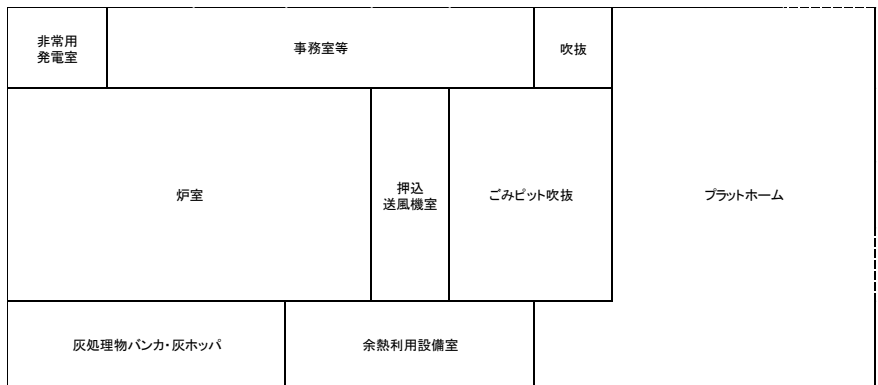 非常用
発電室
事務室等
吹抜
炉室
押込
送風機室
ごみピット吹抜
プラットホーム
灰処理物バンカ・灰ホッパ
余熱利用設備室